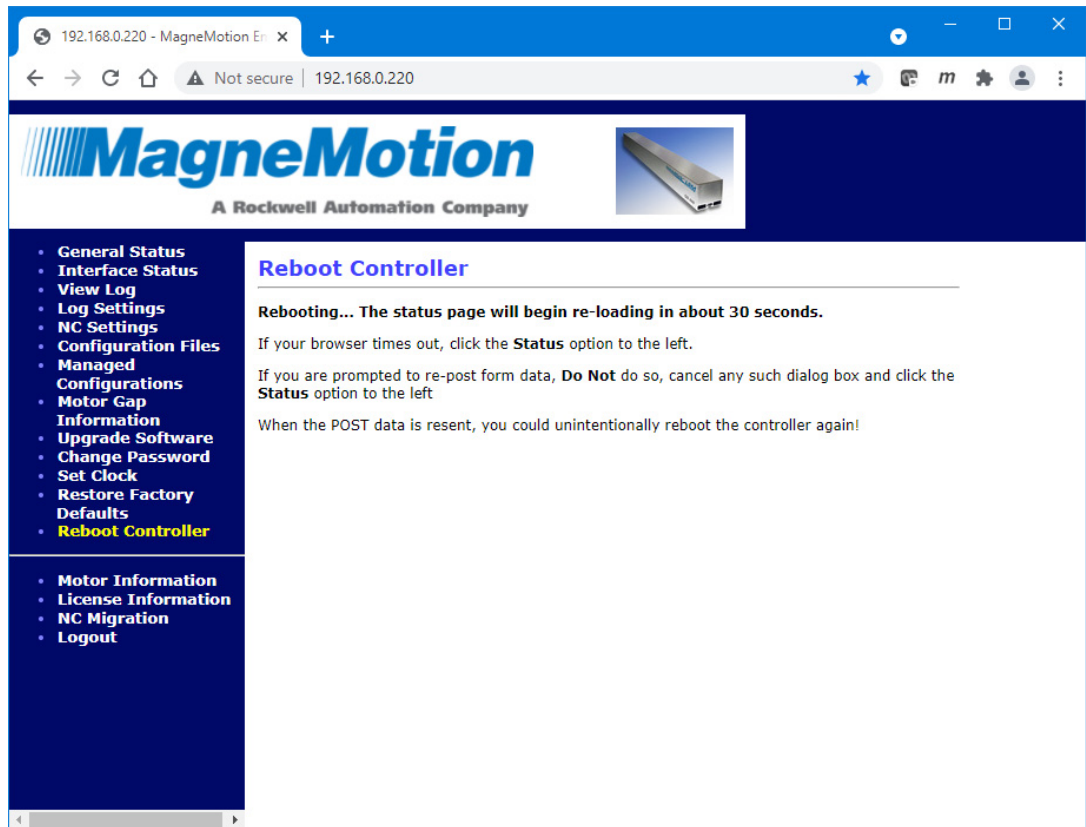 192.168.0.220 - MagneMotion En
Not secure | 192.168.0.220
m
MagneMotion
A Rockwell Automation Company
• General Status
• Interface Status
• View Log
• Log Settings
• NC Settings
• Configuration Files
• Managed
Configurations
• Motor Gap
Information
• Upgrade Software
• Change Password
• Set Clock
• Restore Factory
Defaults
• Reboot Controller
• Motor Information
• License Information
• NC Migration
• Logout
Reboot Controller
Rebooting... The status page will begin re-loading in about 30 seconds.
If your browser times out, click the Status option to the left.
If you are prompted to re-post form data, Do Not do so, cancel any such dialog box and click the
Status option to the left
When the POST data is resent, you could unintentionally reboot the controller again!